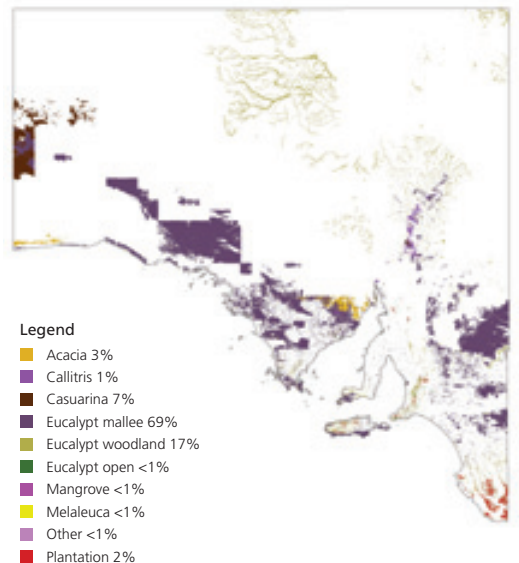 Legend
Acacia 3%
Callitris 1%
Casuarina 7%
Eucalypt mallee 69%
Eucalypt woodland 17%
Eucalypt open <1%
Mangrove <1%
Melaleuca <1%
Other <1%
Plantation 2%